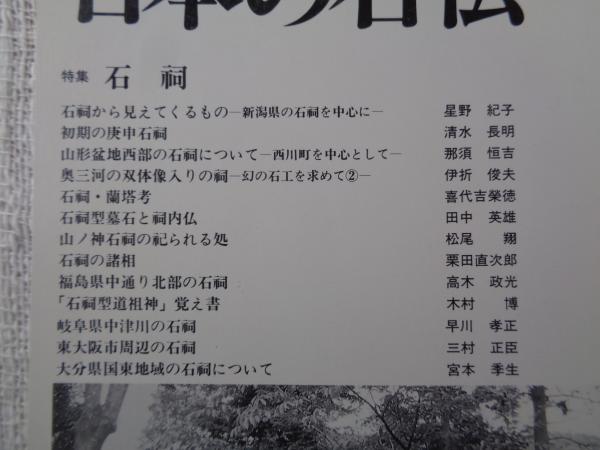 日本の石仏
特集 石祠
石祠から見えてくるもの―新潟県の石祠を中心に― 星野 紀子
初期の庚申石祠 清水 長明
山形盆地西部の石祠について―西川町を中心として― 那須 恒吉
奥三河の双体像入りの祠―幻の石工を求めて②― 伊折 俊夫
石祠・蘭塔考 喜代吉榮徳
石祠型墓石と祠内仏 田中 英雄
山ノ神石祠の祀られる処 松尾 翔
石祠の諸相 栗田直次郎
福島県中通り北部の石祠 高木 政光
「石祠型道祖神」覚え書 木村 博
岐阜県中津川の石祠 早川 孝正
東大阪市周辺の石祠 三村 正臣
大分県国東地域の石祠について 宮本 季生